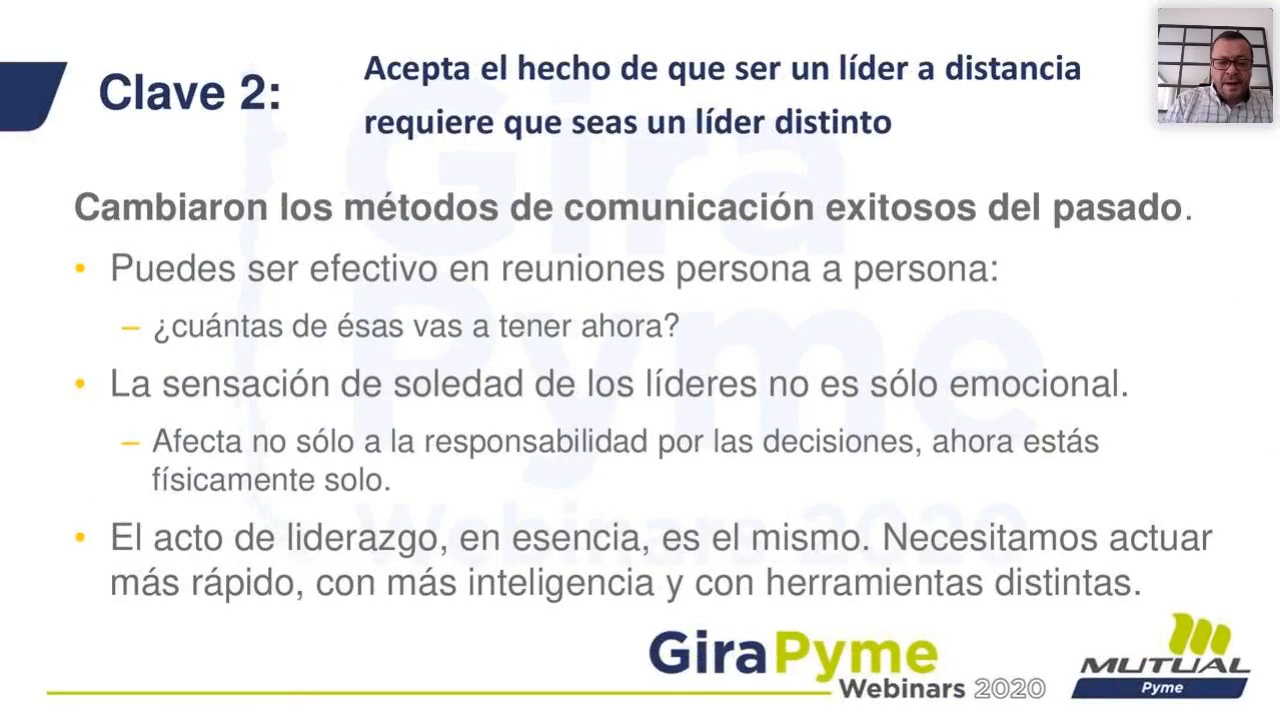 Clave 2:
Acepta el hecho de que ser un líder a distancia
requiere que seas un líder distinto
Cambiaron los métodos de comunicación exitosos del pasado.
• Puedes ser efectivo en reuniones persona a persona:
– ¿cuántas de ésas vas a tener ahora?
• La sensación de soledad de los líderes no es sólo emocional.
– Afecta no sólo a la responsabilidad por las decisiones, ahora estás
físicamente solo.
• El acto de liderazgo, en esencia, es el mismo. Necesitamos actuar
más rápido, con más inteligencia y con herramientas distintas.
Gira
Pyme
Webinars 2020
GiraPyme
Webinars 2020
MUTUAL
Pyme